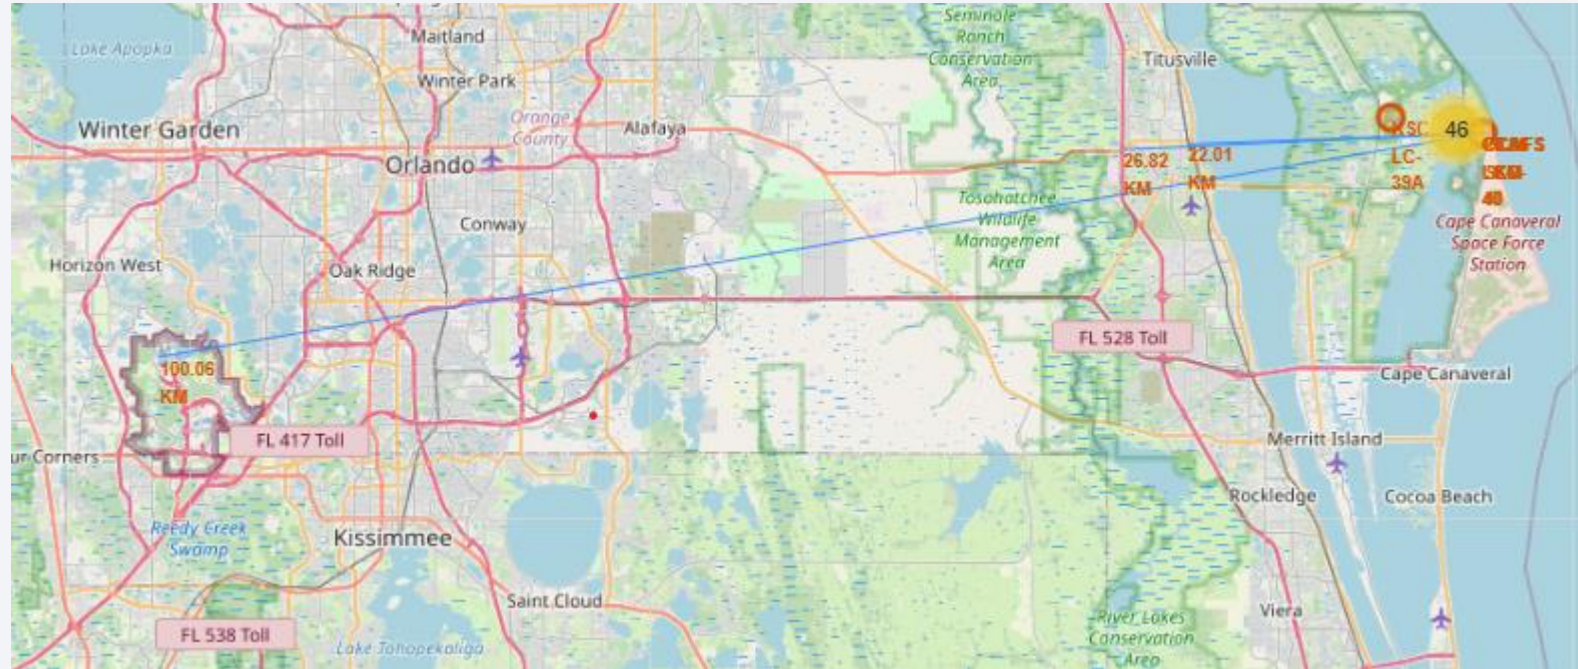 Seminole
Ranch
Conservation
Area
Maitland
Lake Apopka
Titusville
Winter Park
Orange
County
Alafaya
Winter Garden
Orlando
46
KSC
LC-
39A
26.82
KM
22.01
KM
40
Tosohatchee
Wildlife
Management
Area
Cape Canaveral
Space Force
Station
Conway
Horizon West
Oak Ridge
FL 528 Toll
100.06
KM
Cape Canaveral
FL 417 Toll
Merritt Island
ur Corners
Rockledge
Cocoa Beach
Reedy Creek
Swamp
Kissimmee
Saint Cloud
Viera
River Lakes
Conservation
Area
FL 538 Toll
Lake Tohopekaliga